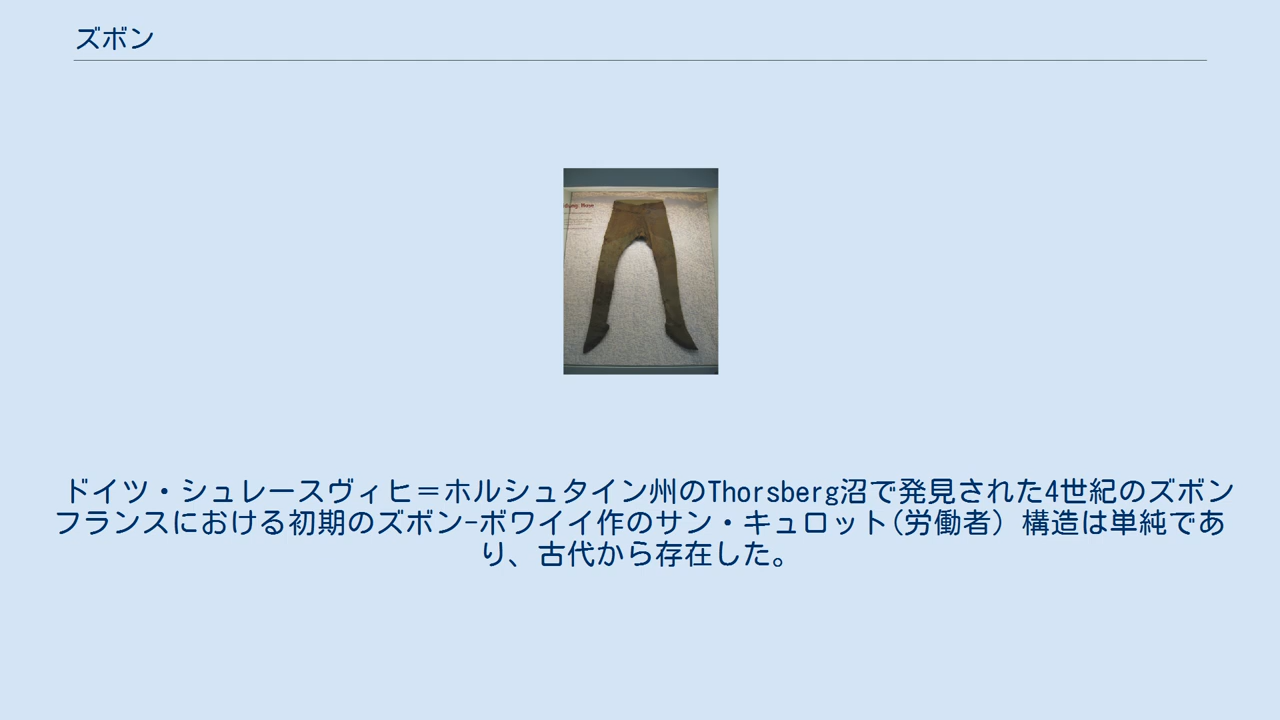 ズボン
ドイツ・シュレースヴィヒ＝ホルシュタイン州のThorsberg沼で発見された4世紀のズボン
フランスにおける初期のズボン-ボワイイ作のサン・キュロット(労働者) 構造は単純であ
り、古代から存在した。